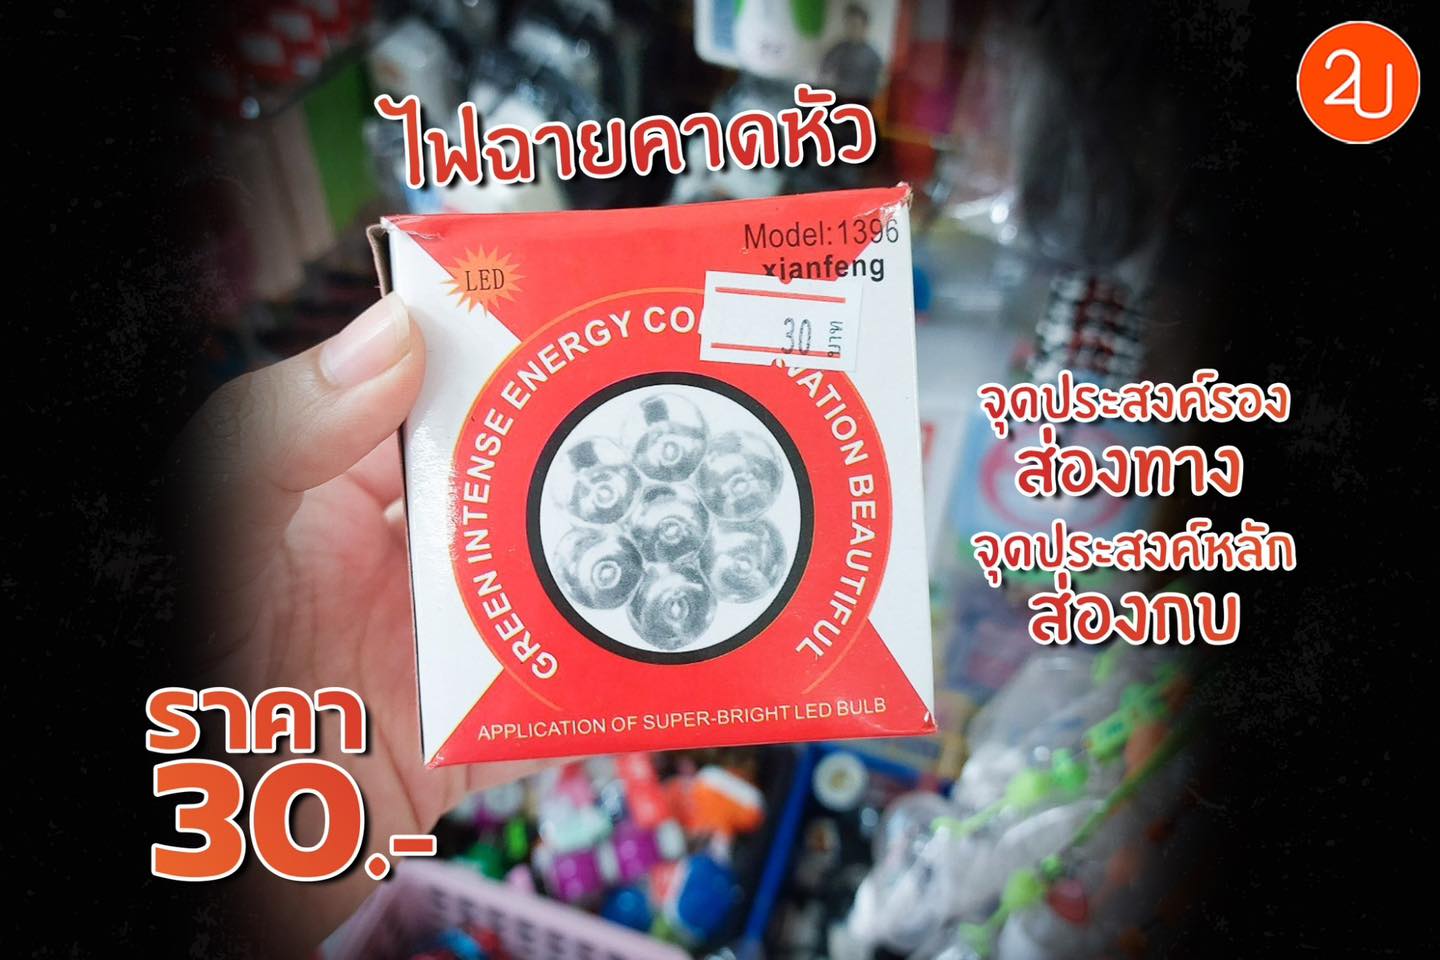 2U
ไฟฉายคาดหัว
Model:1396
xianfeng
LED
30
GREEN INTENSE ENERGY CO VATION BEAUTIFUL
APPLICATION OF SUPER-BRIGHT LED BULB
จุดประสงค์รอง
ส่องทาง
จุดประสงค์หลัก
ส่องกบ
ราคา
30.-